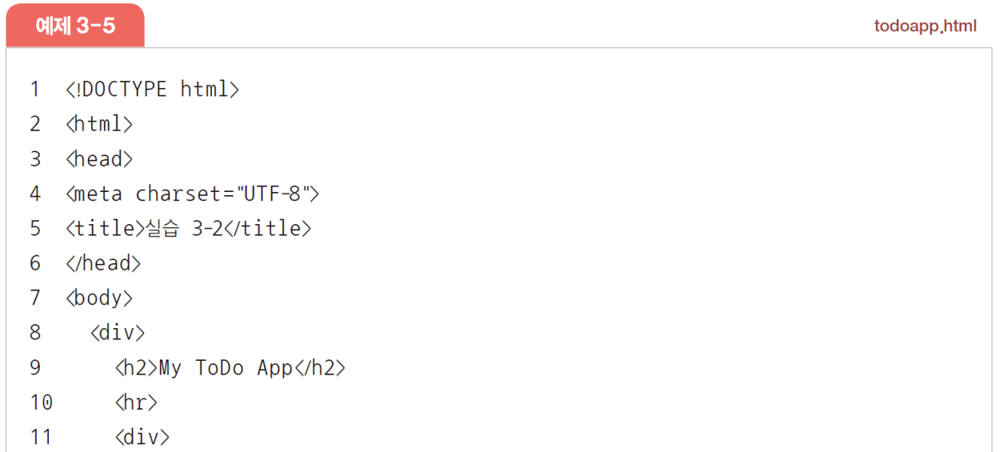 예제 3-5
todoapp.html
1 <!DOCTYPE html>
2 <html>
3 <head>
4 <meta charset="UTF-8">
5 <title>실습 3-2</title>
6 </head>
7 <body>
8 <div>
9 <h2>My ToDo App</h2>
10 <hr>
11 <div>